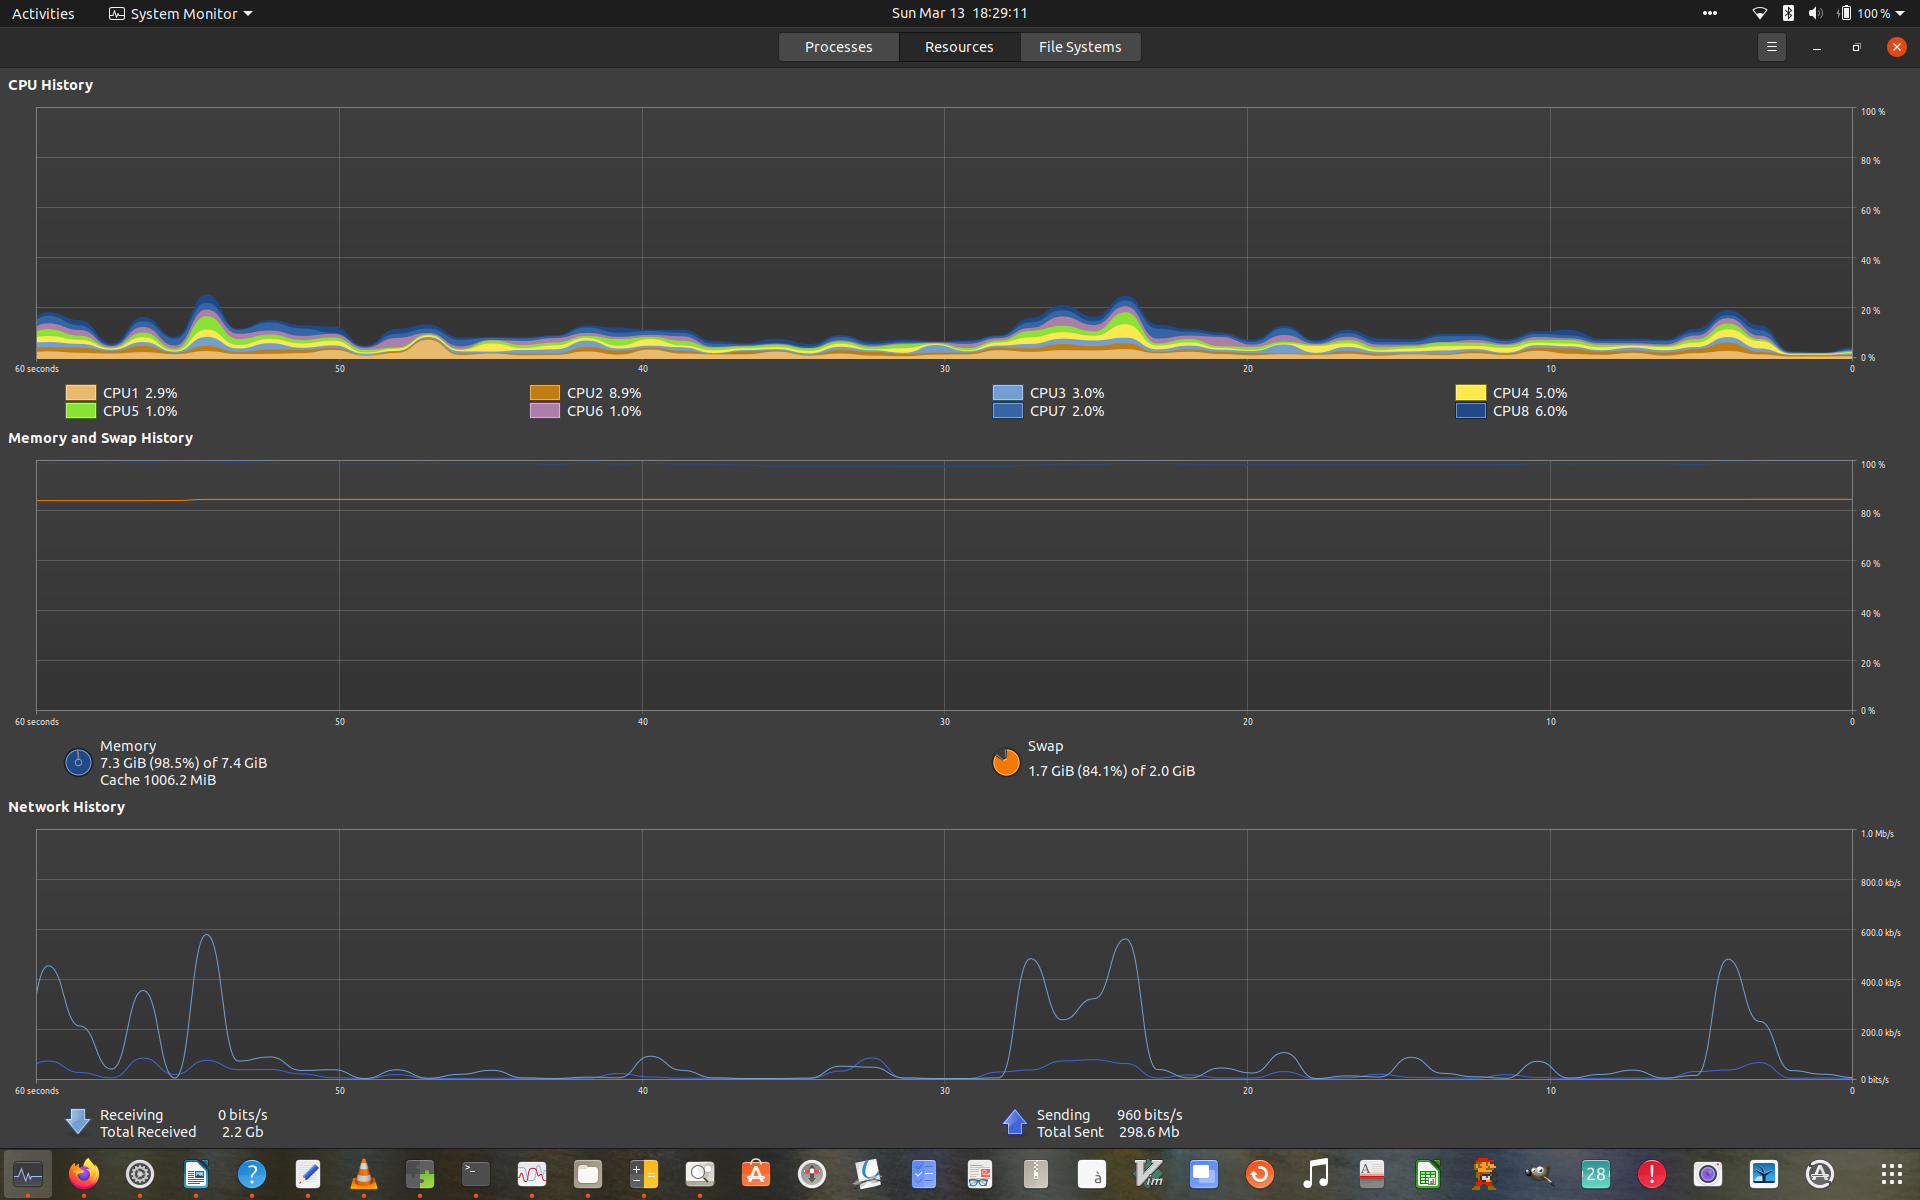 Activities System Monitor Sun Mar 13 18:29:11 100 %
Processes Resources File Systems
CPU History
100 %
80 %
60 %
40 %
20 %
0 %
60 seconds 50 40 30 20 10 0
CPU1 2.9% CPU2 8.9% CPU3 3.0% CPU4 5.0%
CPU5 1.0% CPU6 1.0% CPU7 2.0% CPU8 6.0%
Memory and Swap History
100 %
80 %
60 %
40 %
20 %
0 %
60 seconds 50 40 30 20 10 0
Memory
7.3 GiB (98.5%) of 7.4 GiB
Cache 1006.2 MiB
Swap
1.7 GiB (84.1%) of 2.0 GiB
Network History
1.0 Mb/s
800.0 kb/s
600.0 kb/s
400.0 kb/s
200.0 kb/s
0 bits/s
60 seconds 50 40 30 20 10 0
Receiving 0 bits/s
Total Received 2.2 Gb
Sending 960 bits/s
Total Sent 298.6 Mb
? >_ A à Vim A 28 ! A